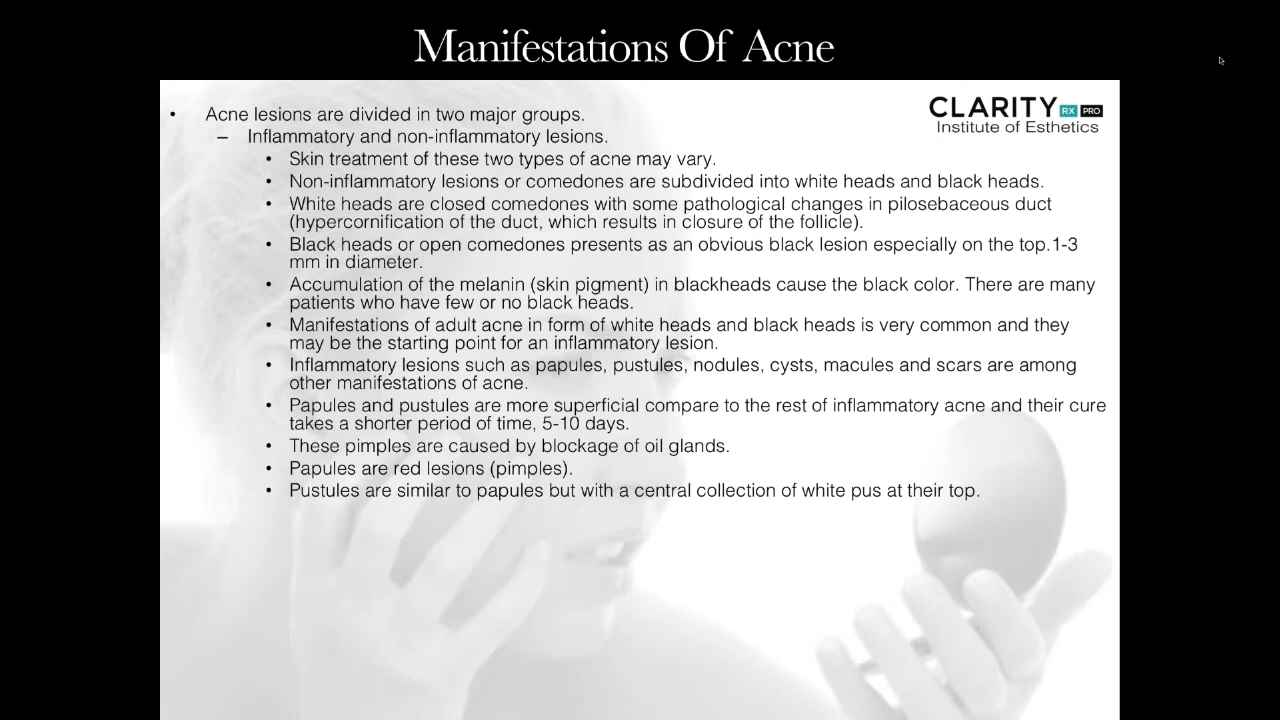 Manifestations Of Acne
CLARITY RX PRO
Institute of Esthetics
• Acne lesions are divided in two major groups.
– Inflammatory and non-inflammatory lesions.
• Skin treatment of these two types of acne may vary.
• Non-inflammatory lesions or comedones are subdivided into white heads and black heads.
• White heads are closed comedones with some pathological changes in pilosebaceous duct
(hypercornification of the duct, which results in closure of the follicle).
• Black heads or open comedones presents as an obvious black lesion especially on the top.1-3
mm in diameter.
• Accumulation of the melanin (skin pigment) in blackheads cause the black color. There are many
patients who have few or no black heads.
• Manifestations of adult acne in form of white heads and black heads is very common and they
may be the starting point for an inflammatory lesion.
• Inflammatory lesions such as papules, pustules, nodules, cysts, macules and scars are among
other manifestations of acne.
• Papules and pustules are more superficial compare to the rest of inflammatory acne and their cure
takes a shorter period of time, 5-10 days.
• These pimples are caused by blockage of oil glands.
• Papules are red lesions (pimples).
• Pustules are similar to papules but with a central collection of white pus at their top.